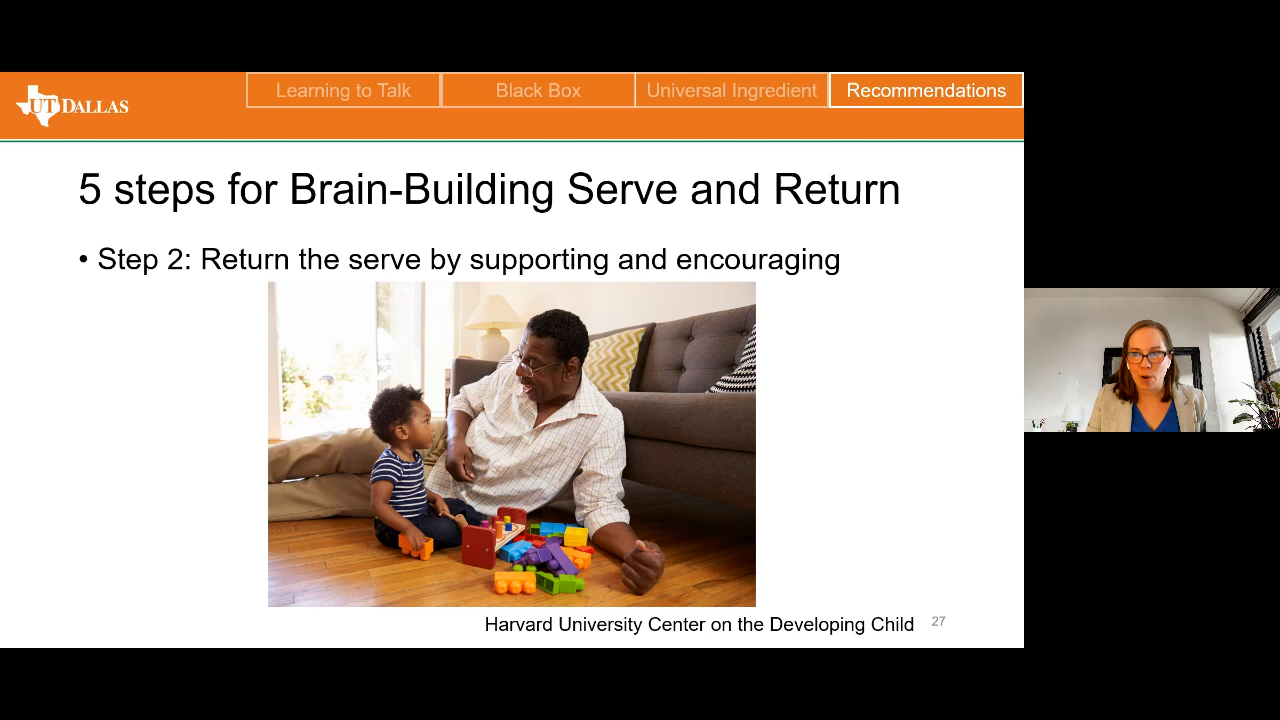 UT DALLAS
Learning to Talk
Black Box
Universal Ingredient
Recommendations
5 steps for Brain-Building Serve and Return
• Step 2: Return the serve by supporting and encouraging
Harvard University Center on the Developing Child
27